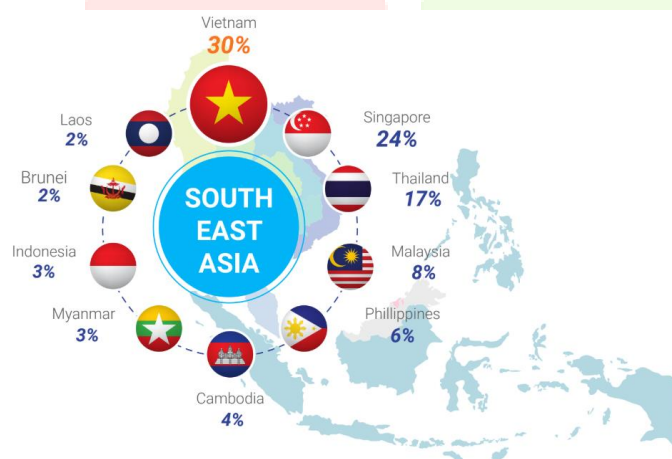 Vietnam
30%
Singapore
24%
Thailand
17%
Malaysia
8%
Phillippines
6%
Cambodia
4%
Myanmar
3%
Indonesia
3%
Brunei
2%
Laos
2%
SOUTH
EAST
ASIA